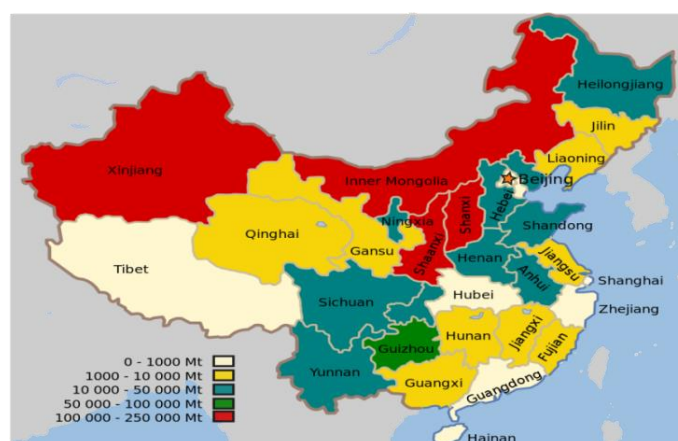 Heilongjiang
Jilin
Liaoning
Xinjiang
Inner Mongolia
Beijing
Hebei
Shanxi
Ningxia
Shandong
Qinghai
Gansu
Shaanxi
Henan
Jiangsu
Tibet
Anhui
Shanghai
Sichuan
Hubei
Zhejiang
Hunan
Jiangxi
Guizhou
Fujian
Yunnan
Guangxi
Guangdong
Hainan
0 - 1000 Mt
1000 - 10 000 Mt
10 000 - 50 000 Mt
50 000 - 100 000 Mt
100 000 - 250 000 Mt